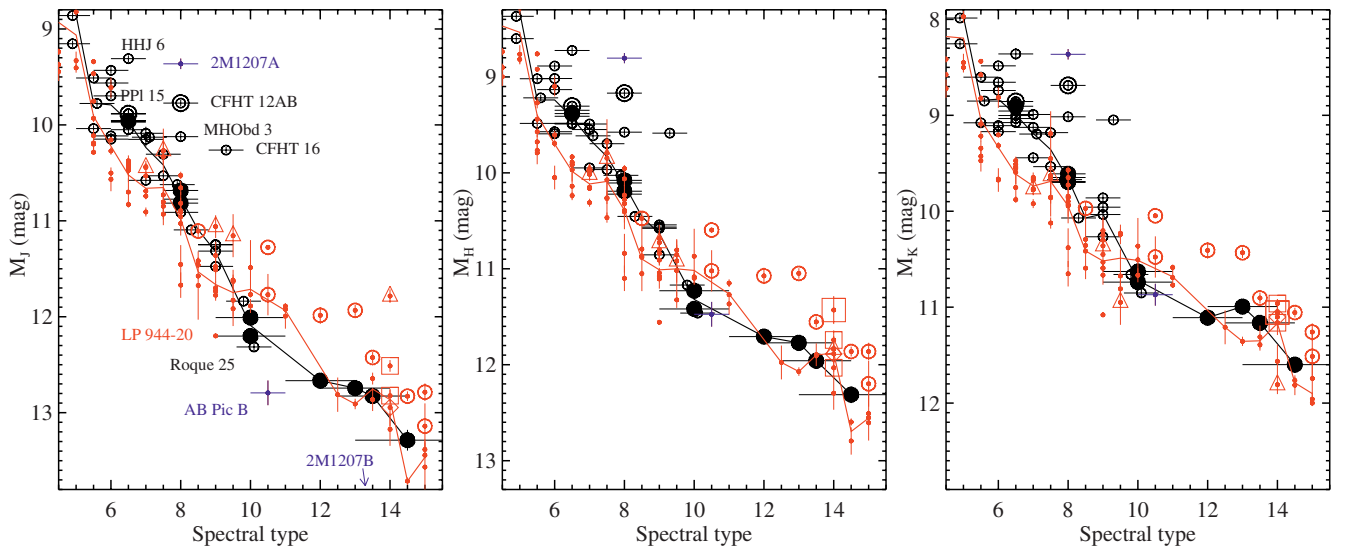 9
10
11
12
13
M_J (mag)
HHJ 6
2M1207A
PPl 15
CFHT 12AB
MHObd 3
CFHT 16
LP 944-20
Roque 25
AB Pic B
2M1207B
6 8 10 12 14
Spectral type
9
10
11
12
13
M_H (mag)
6 8 10 12 14
Spectral type
8
9
10
11
12
M_K (mag)
6 8 10 12 14
Spectral type